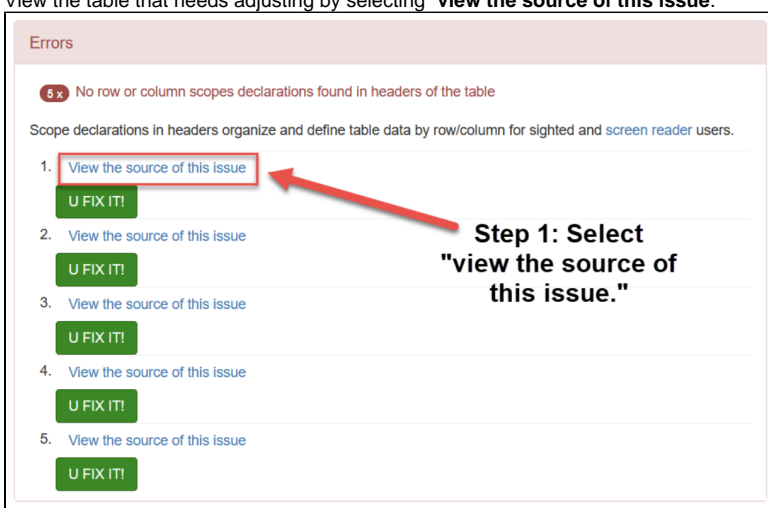 View the table that needs adjusting by selecting "view the source of this issue.
Errors
5 x No row or column scopes declarations found in headers of the table
Scope declarations in headers organize and define table data by row/column for sighted and screen reader users.
1. View the source of this issue
U FIX IT!
2. View the source of this issue
U FIX IT!
3. View the source of this issue
U FIX IT!
4. View the source of this issue
U FIX IT!
5. View the source of this issue
U FIX IT!
Step 1: Select
"view the source of
this issue."